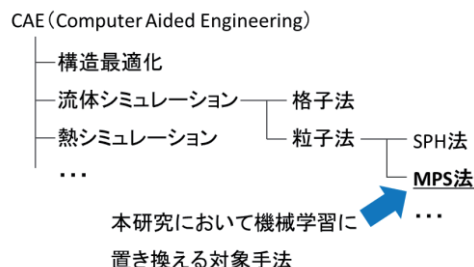 CAE（Computer Aided Engineering）
構造最適化
流体シミュレーション 格子法
熱シミュレーション 粒子法 SPH法
… MPS法
…
本研究において機械学習に
置き換える対象手法